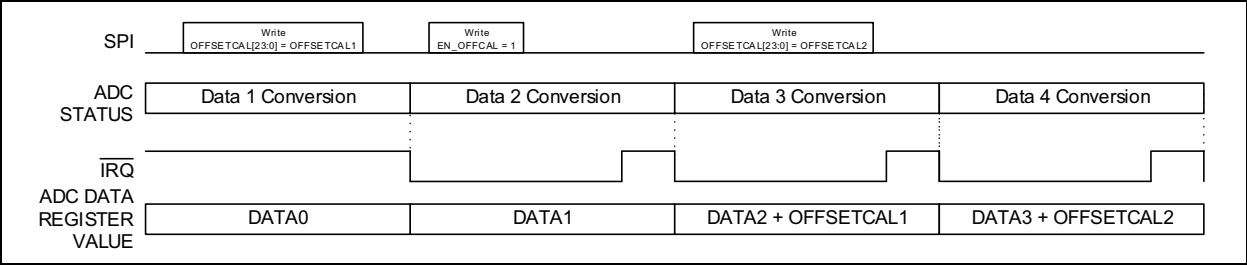 SPI
Write
OFFSETCAL[23:0] = OFFSETCAL1
Write
EN_OFFCAL = 1
Write
OFFSETCAL[23:0] = OFFSETCAL2
ADC
STATUS
Data 1 Conversion
Data 2 Conversion
Data 3 Conversion
Data 4 Conversion
IRQ
ADC DATA
REGISTER
VALUE
DATA0
DATA1
DATA2 + OFFSETCAL1
DATA3 + OFFSETCAL2